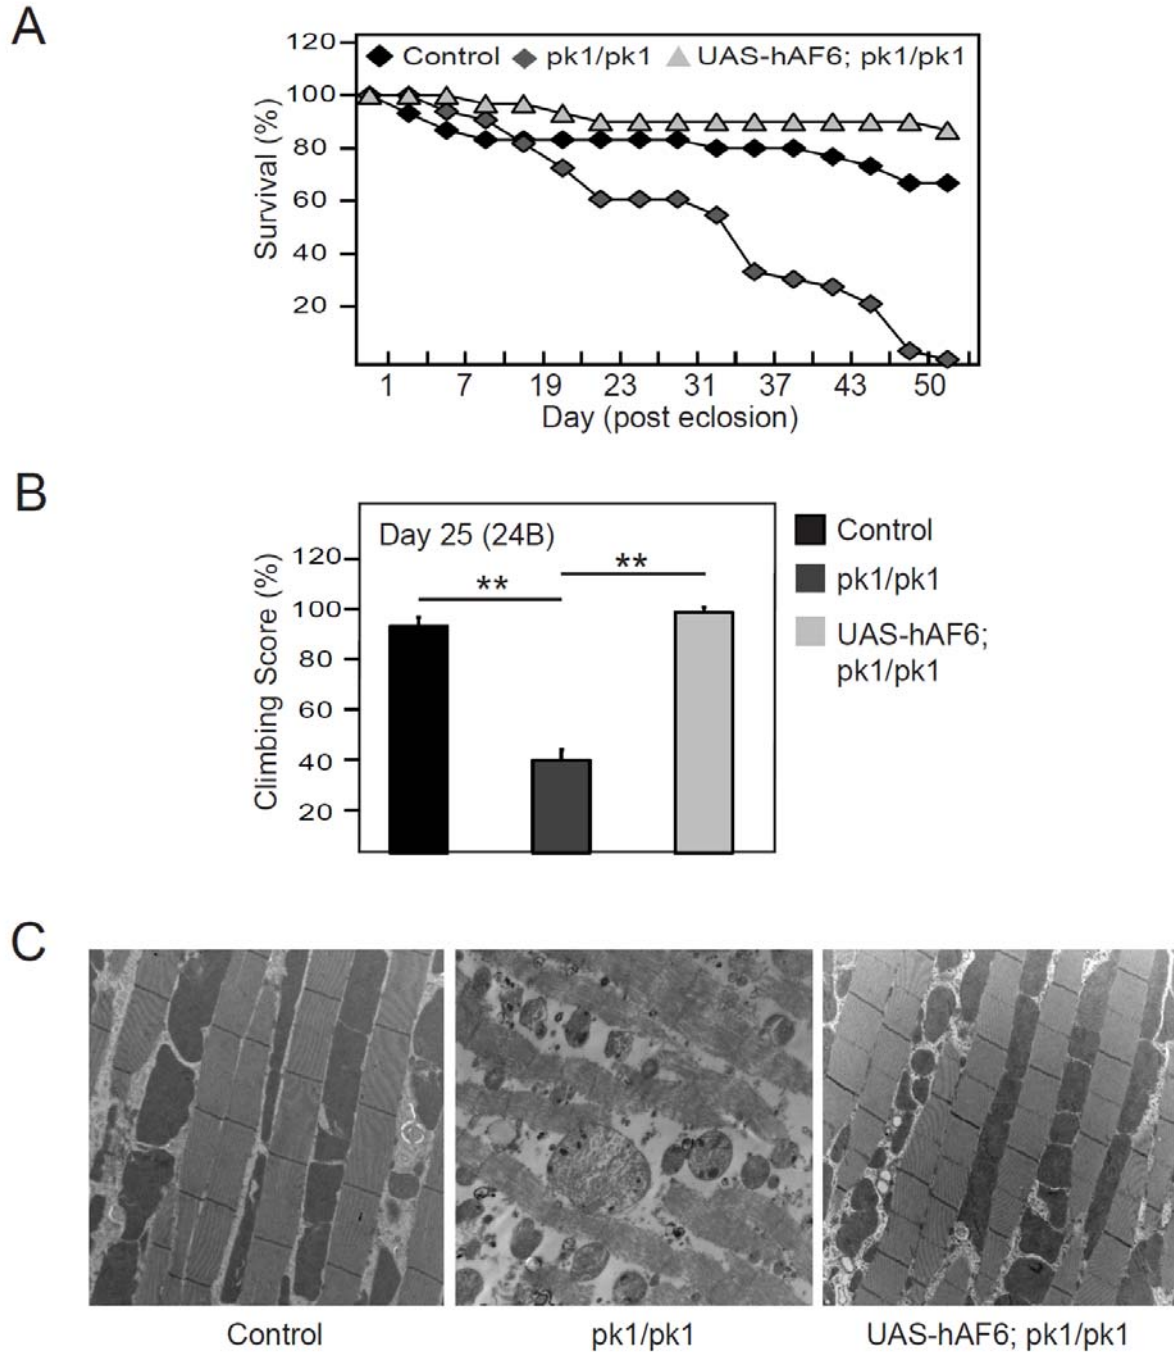 A
120
Control pk1/pk1 UAS-hAF6; pk1/pk1
100
80
60
40
20
Survival (%)
1 7 19 23 31 37 43 50
Day (post eclosion)
B
Day 25 (24B)
120
100
80
60
40
20
Climbing Score (%)
**
**
Control
pk1/pk1
UAS-hAF6;
pk1/pk1
C
Control pk1/pk1 UAS-hAF6; pk1/pk1